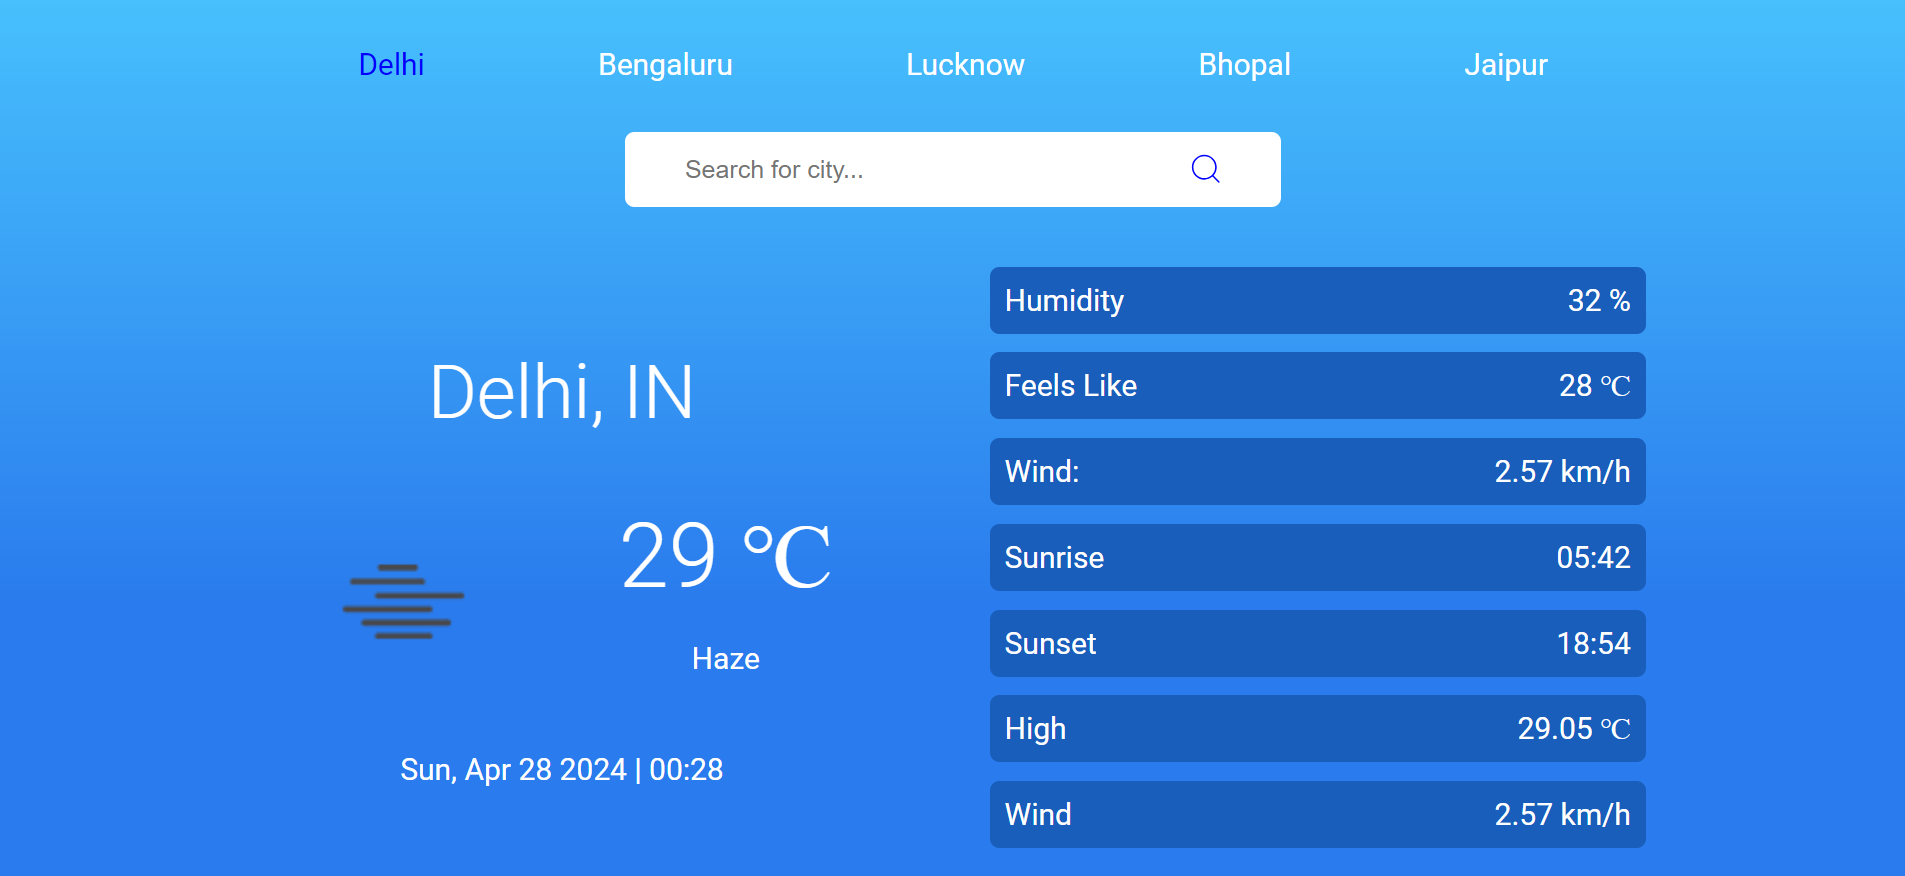 Delhi Bengaluru Lucknow Bhopal Jaipur
Search for city...
Delhi, IN
29 ℃
Haze
Sun, Apr 28 2024 | 00:28
Humidity 32 %
Feels Like 28 ℃
Wind: 2.57 km/h
Sunrise 05:42
Sunset 18:54
High 29.05 ℃
Wind 2.57 km/h